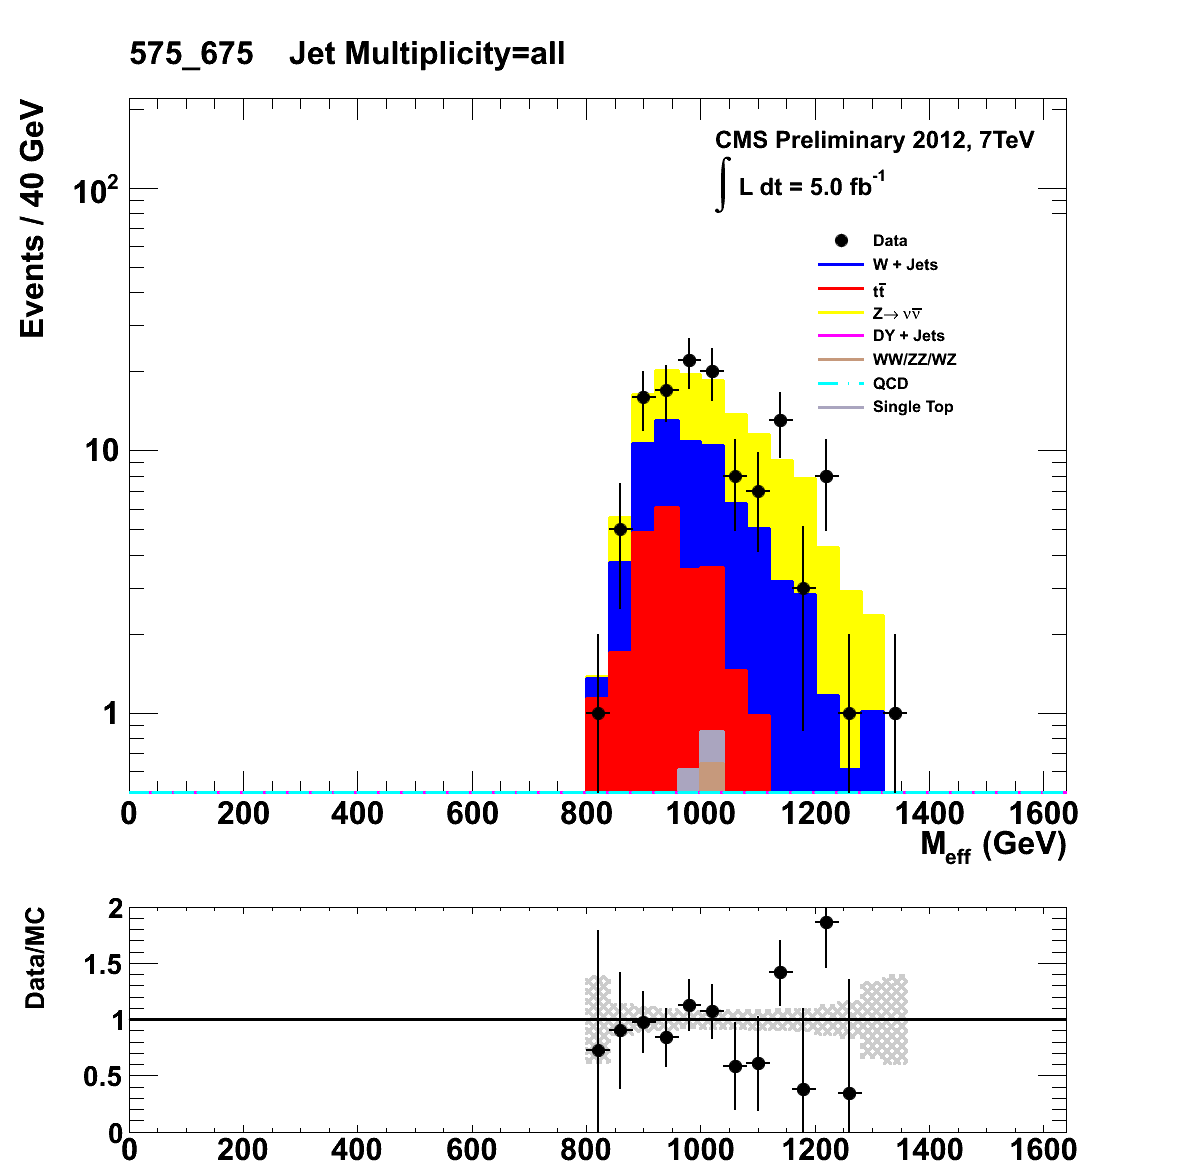 575_675 Jet Multiplicity=all
Events / 40 GeV
CMS Preliminary 2012, 7TeV
∫ L dt = 5.0 fb⁻¹
Data
W + Jets
tt̅
Z→ νν̅
DY + Jets
WW/ZZ/WZ
QCD
Single Top
10²
10
1
0 200 400 600 800 1000 1200 1400 1600
M_eff (GeV)
Data/MC
2
1.5
1
0.5
0
0 200 400 600 800 1000 1200 1400 1600